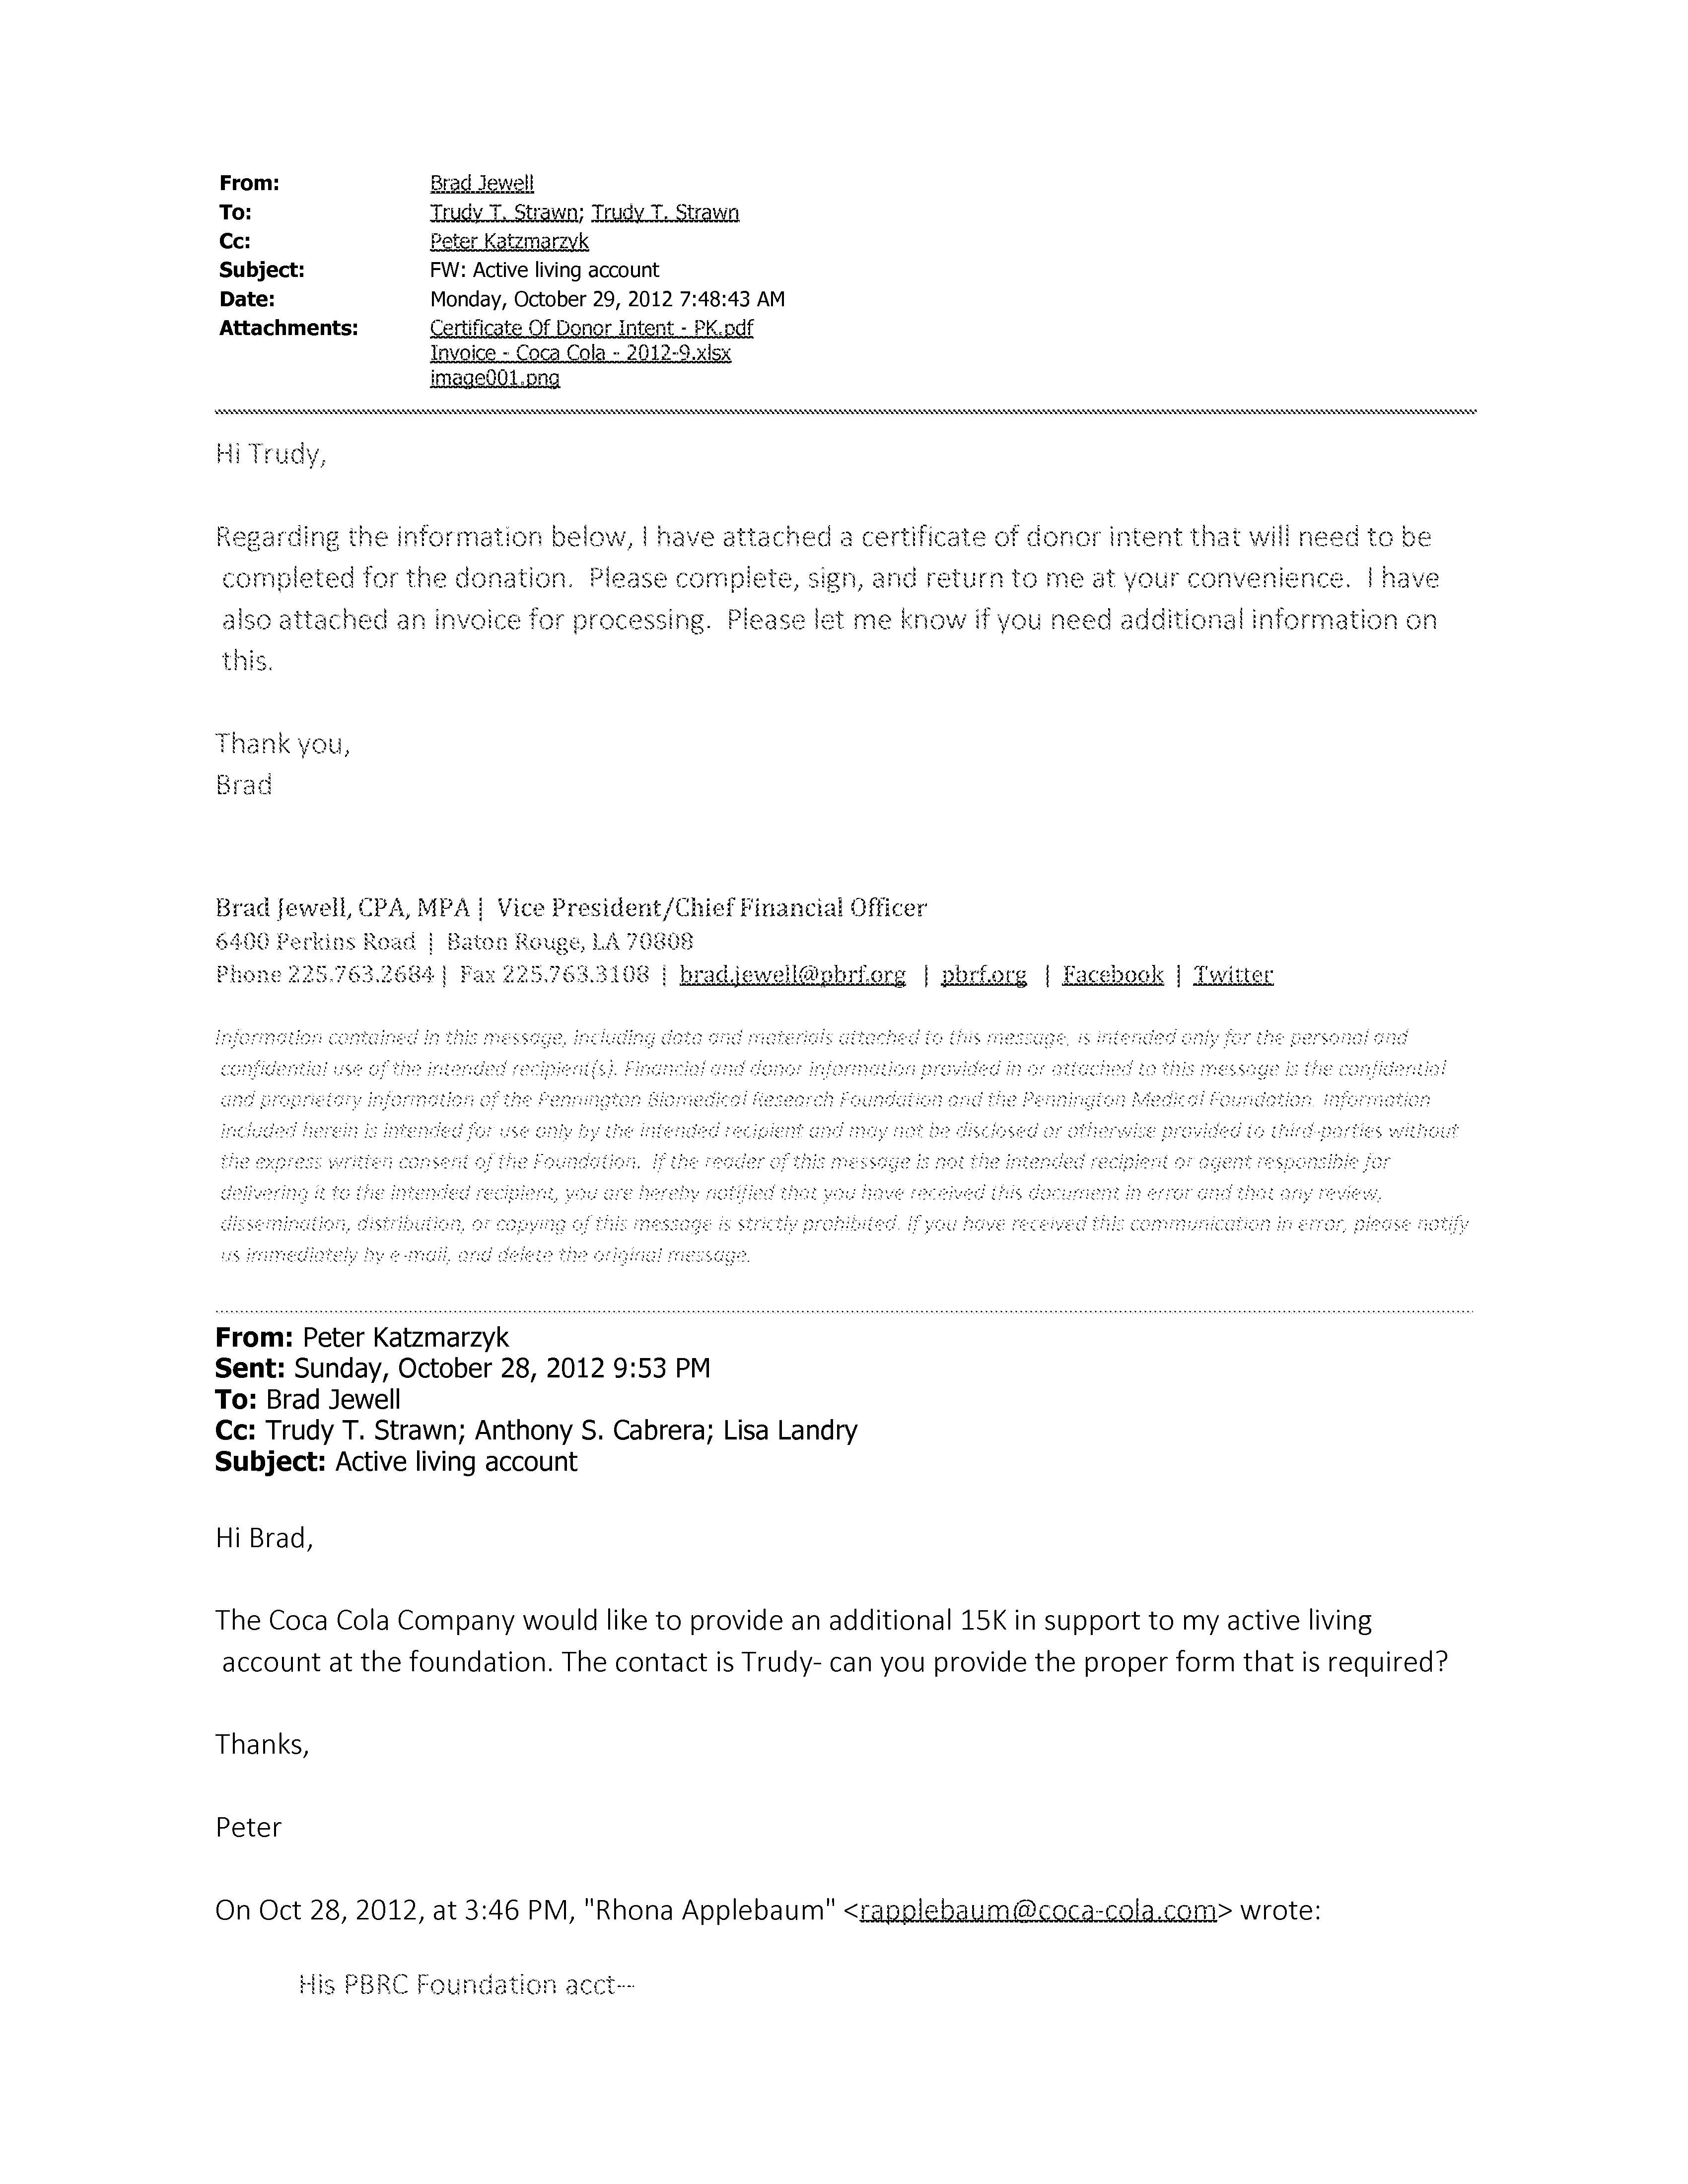 From: Brad Jewell
To: Trudy T. Strawn; Trudy T. Strawn
Cc: Peter Katzmarzyk
Subject: FW: Active living account
Date: Monday, October 29, 2012 7:48:43 AM
Attachments: Certificate Of Donor Intent - PK.pdf
Invoice - Coca Cola - 2012-9.xlsx
image001.png
Hi Trudy,
Regarding the information below, I have attached a certificate of donor intent that will need to be
completed for the donation.  Please complete, sign, and return to me at your convenience.  I have
also attached an invoice for processing.  Please let me know if you need additional information on
this.
Thank you,
Brad
Brad Jewell, CPA, MPA | Vice President/Chief Financial Officer
6400 Perkins Road | Baton Rouge, LA 70808
Phone 225.763.2684 | Fax 225.763.3108 | brad.jewell@pbrf.org | pbrf.org | Facebook | Twitter
Information contained in this message, including data and materials attached to this message, is intended only for the personal and
confidential use of the intended recipient(s). Financial and donor information provided in or attached to this message is the confidential
and proprietary information of the Pennington Biomedical Research Foundation and the Pennington Medical Foundation. Information
included herein is intended for use only by the intended recipient and may not be disclosed or otherwise provided to third-parties without
the express written consent of the Foundation.  If the reader of this message is not the intended recipient or agent responsible for
delivering it to the intended recipient, you are hereby notified that you have received this document in error and that any review,
dissemination, distribution, or copying of this message is strictly prohibited. If you have received this communication in error, please notify
us immediately by e-mail, and delete the original message.
From: Peter Katzmarzyk
Sent: Sunday, October 28, 2012 9:53 PM
To: Brad Jewell
Cc: Trudy T. Strawn; Anthony S. Cabrera; Lisa Landry
Subject: Active living account
Hi Brad,
The Coca Cola Company would like to provide an additional 15K in support to my active living
account at the foundation. The contact is Trudy- can you provide the proper form that is required?
Thanks,
Peter
On Oct 28, 2012, at 3:46 PM, "Rhona Applebaum" <rapplebaum@coca-cola.com> wrote:
His PBRC Foundation acct---